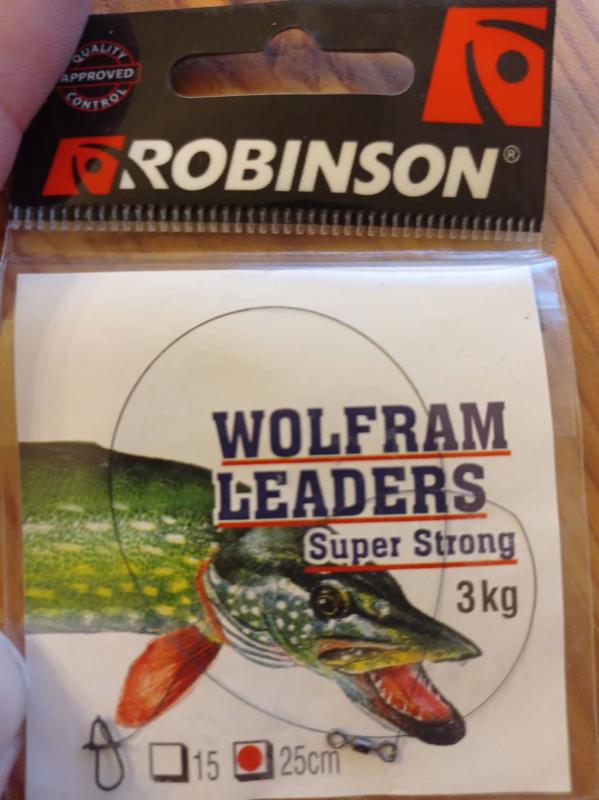 QUALITY
APPROVED
CONTROL
ROBINSON®
WOLFRAM
LEADERS
Super Strong
3kg
15 25cm